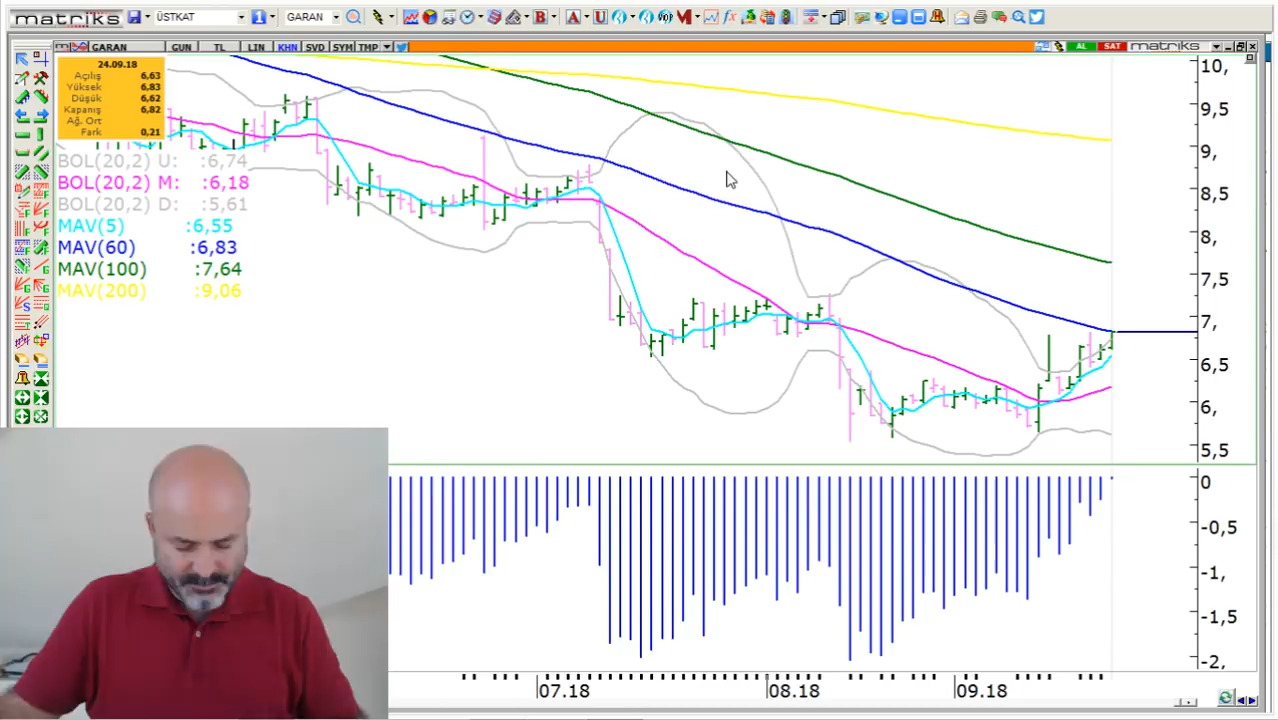 matriks ÜSTKAT 1 GARAN B A U VOP M fx
GARAN GUN TL LIN KHN SVD SYM TMP AL SAT matriks
24.09.18
Açılış 6,63
Yüksek 6,83
Düşük 6,62
Kapanış 6,82
Ağ. Ort
Fark 0,21
BOL(20,2) U: :6,74
BOL(20,2) M: :6,18
BOL(20,2) D: :5,61
MAV(5) :6,55
MAV(60) :6,83
MAV(100) :7,64
MAV(200) :9,06
10,
9,5
9,
8,5
8,
7,5
7,
6,5
6,
5,5
0
-0,5
-1,
-1,5
-2,
07.18 08.18 09.18